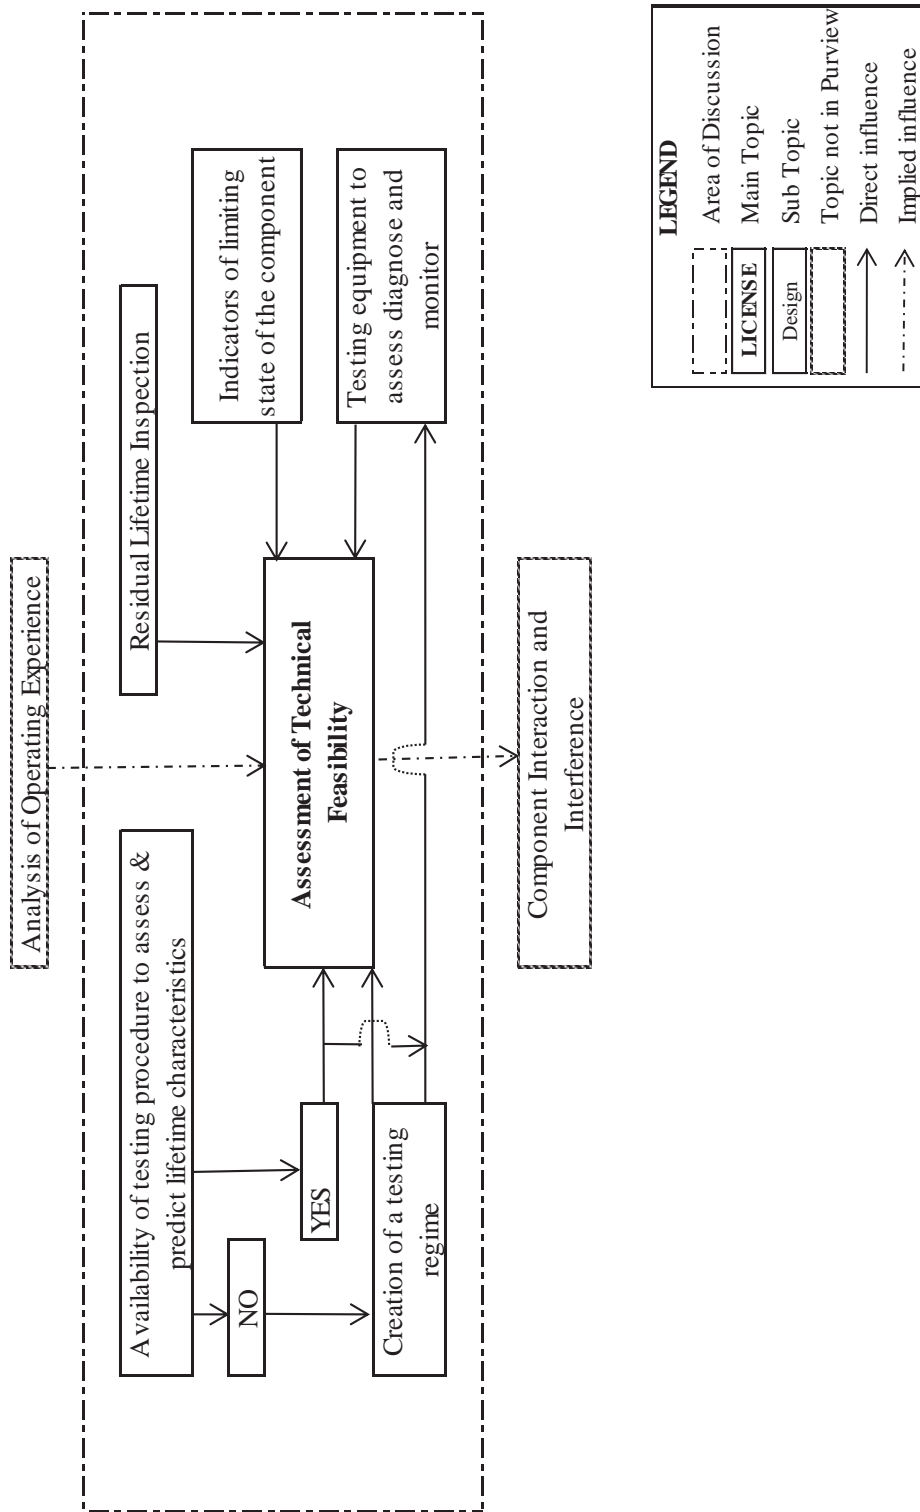 Analysis of Operating Experience
Availability of testing procedure to assess &
predict lifetime characteristics
Residual Lifetime Inspection
NO
YES
Creation of a testing
regime
Assessment of Technical
Feasibility
Indicators of limiting
state of the component
Testing equipment to
assess diagnose and
monitor
Component Interaction and
Interference
LEGEND
Area of Discussion
LICENSE
Main Topic
Design
Sub Topic
Topic not in Purview
Direct influence
Implied influence